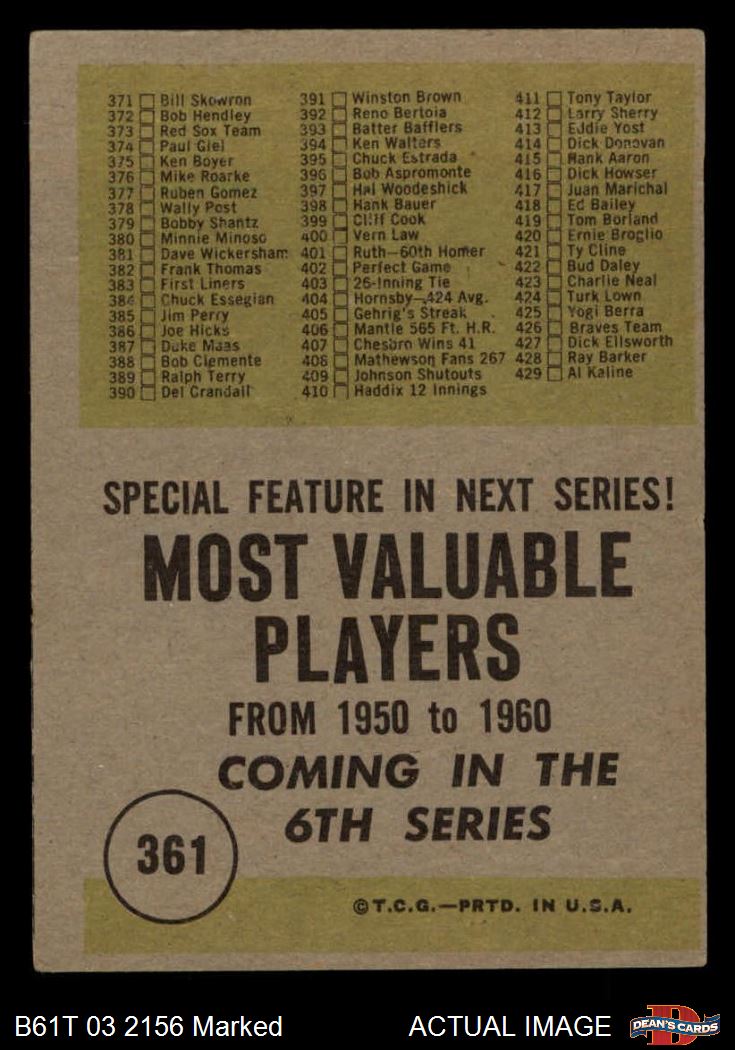 371 Bill Skowron
372 Bob Hendley
373 Red Sox Team
374 Paul Giel
375 Ken Boyer
376 Mike Roarke
377 Ruben Gomez
378 Wally Post
379 Bobby Shantz
380 Minnie Minoso
381 Dave Wickersham
382 Frank Thomas
383 First Liners
384 Chuck Essegian
385 Jim Perry
386 Joe Hicks
387 Duke Maas
388 Bob Clemente
389 Ralph Terry
390 Del Crandall
391 Winston Brown
392 Reno Bertoia
393 Batter Bafflers
394 Ken Walters
395 Chuck Estrada
396 Bob Aspromonte
397 Hal Woodeshick
398 Hank Bauer
399 Cliff Cook
400 Vern Law
401 Ruth—60th Homer
402 Perfect Game
403 26-Inning Tie
404 Hornsby—.424 Avg.
405 Gehrig's Streak
406 Mantle 565 Ft. H.R.
407 Chesbro Wins 41
408 Mathewson Fans 267
409 Johnson Shutouts
410 Haddix 12 Innings
411 Tony Taylor
412 Larry Sherry
413 Eddie Yost
414 Dick Donovan
415 Hank Aaron
416 Dick Howser
417 Juan Marichal
418 Ed Bailey
419 Tom Borland
420 Ernie Broglio
421 Ty Cline
422 Bud Daley
423 Charlie Neal
424 Turk Lown
425 Yogi Berra
426 Braves Team
427 Dick Ellsworth
428 Ray Barker
429 Al Kaline
SPECIAL FEATURE IN NEXT SERIES!
MOST VALUABLE
PLAYERS
FROM 1950 to 1960
COMING IN THE
6TH SERIES
361
©T.C.G.—PRTD. IN U.S.A.
B61T 03 2156 Marked
ACTUAL IMAGE
D
DEAN'S CARDS